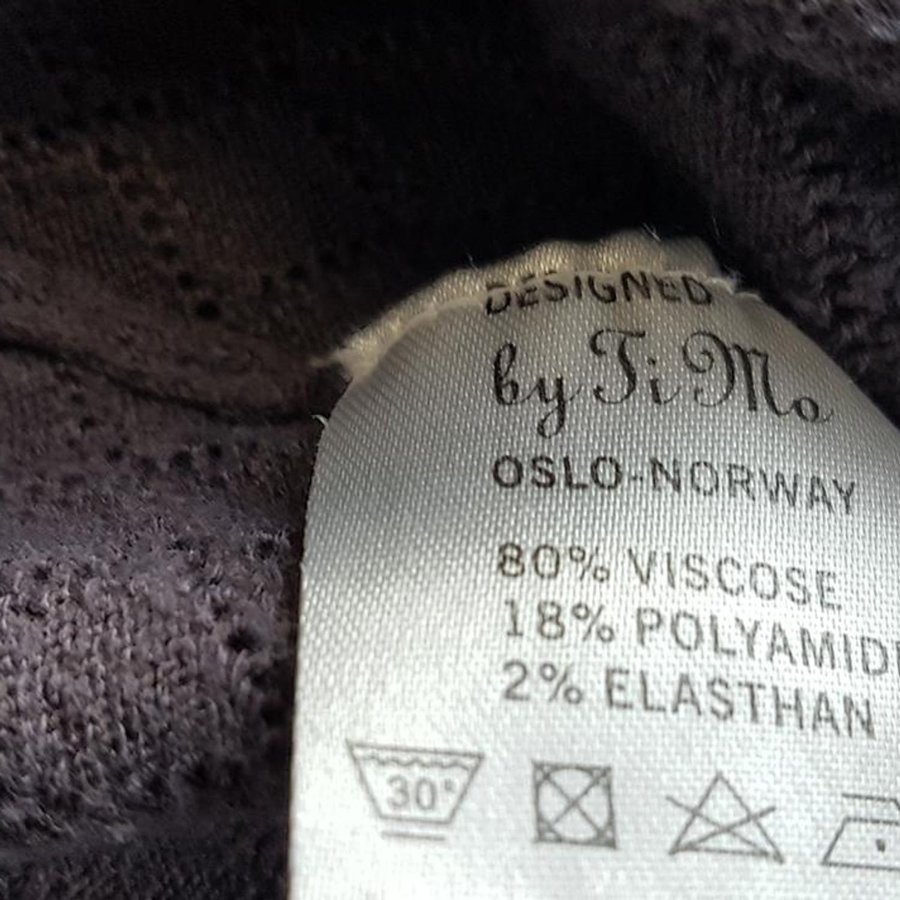 DESIGNED
by Ti Mo
OSLO-NORWAY
80% VISCOSE
18% POLYAMIDE
2% ELASTHAN
30°